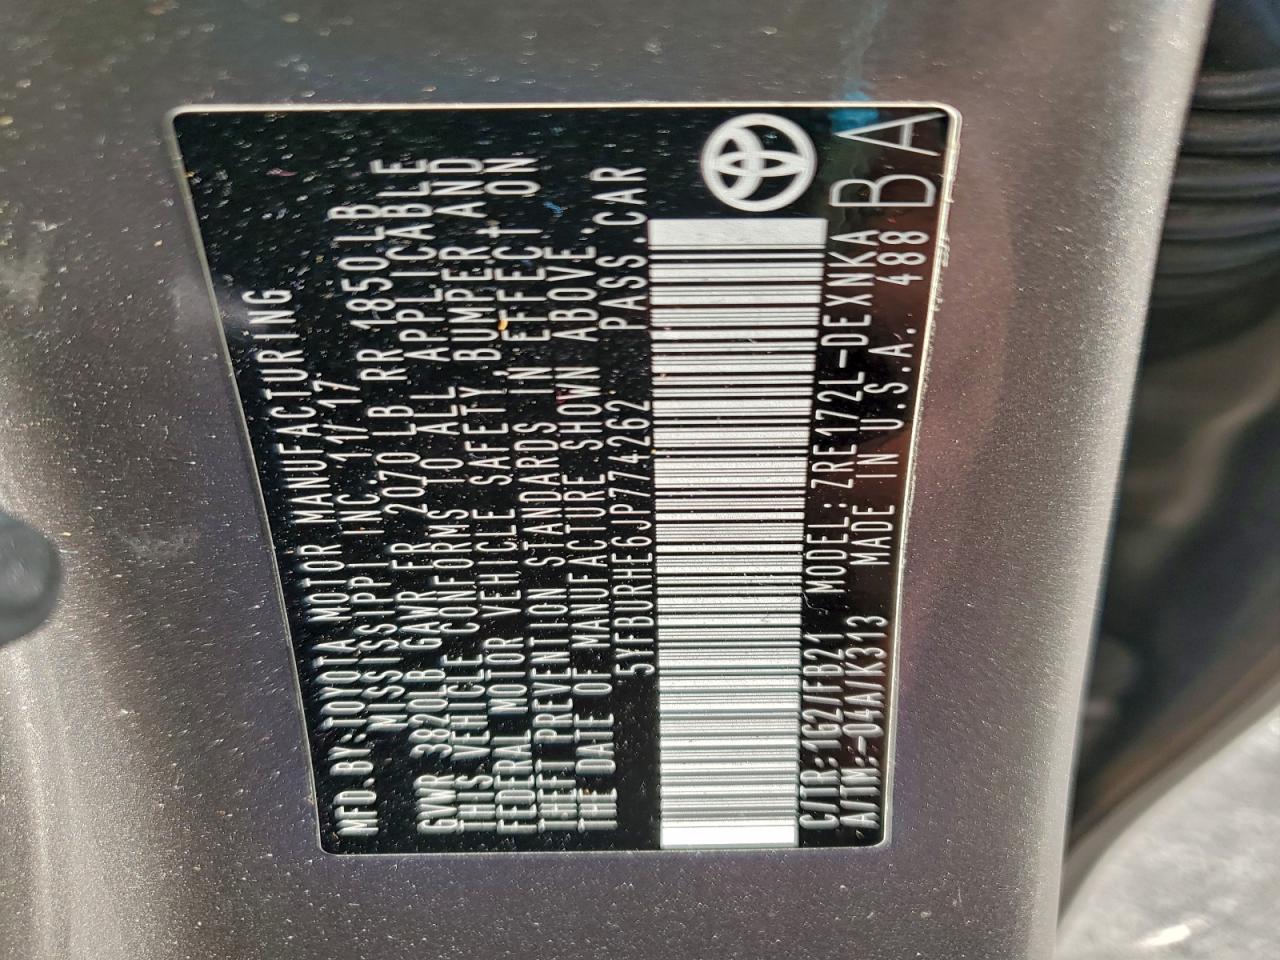 MFD.BY:TOYOTA MOTOR MANUFACTURING
MISSISSIPPI INC. 11/17
GVWR 3820LB GAWR FR 2070LB RR 1850LB
THIS VEHICLE CONFORMS TO ALL APPLICABLE
FEDERAL MOTOR VEHICLE SAFETY, BUMPER, AND
THEFT PREVENTION STANDARDS IN EFFECT ON
THE DATE OF MANUFACTURE SHOWN ABOVE.
5YFBURHE6JP774262 PASS.CAR
C/TR:1G2/FB21 MODEL:ZRE172L-DEXNKA
A/TM:-04A/K313 MADE IN U.S.A. 488
BA